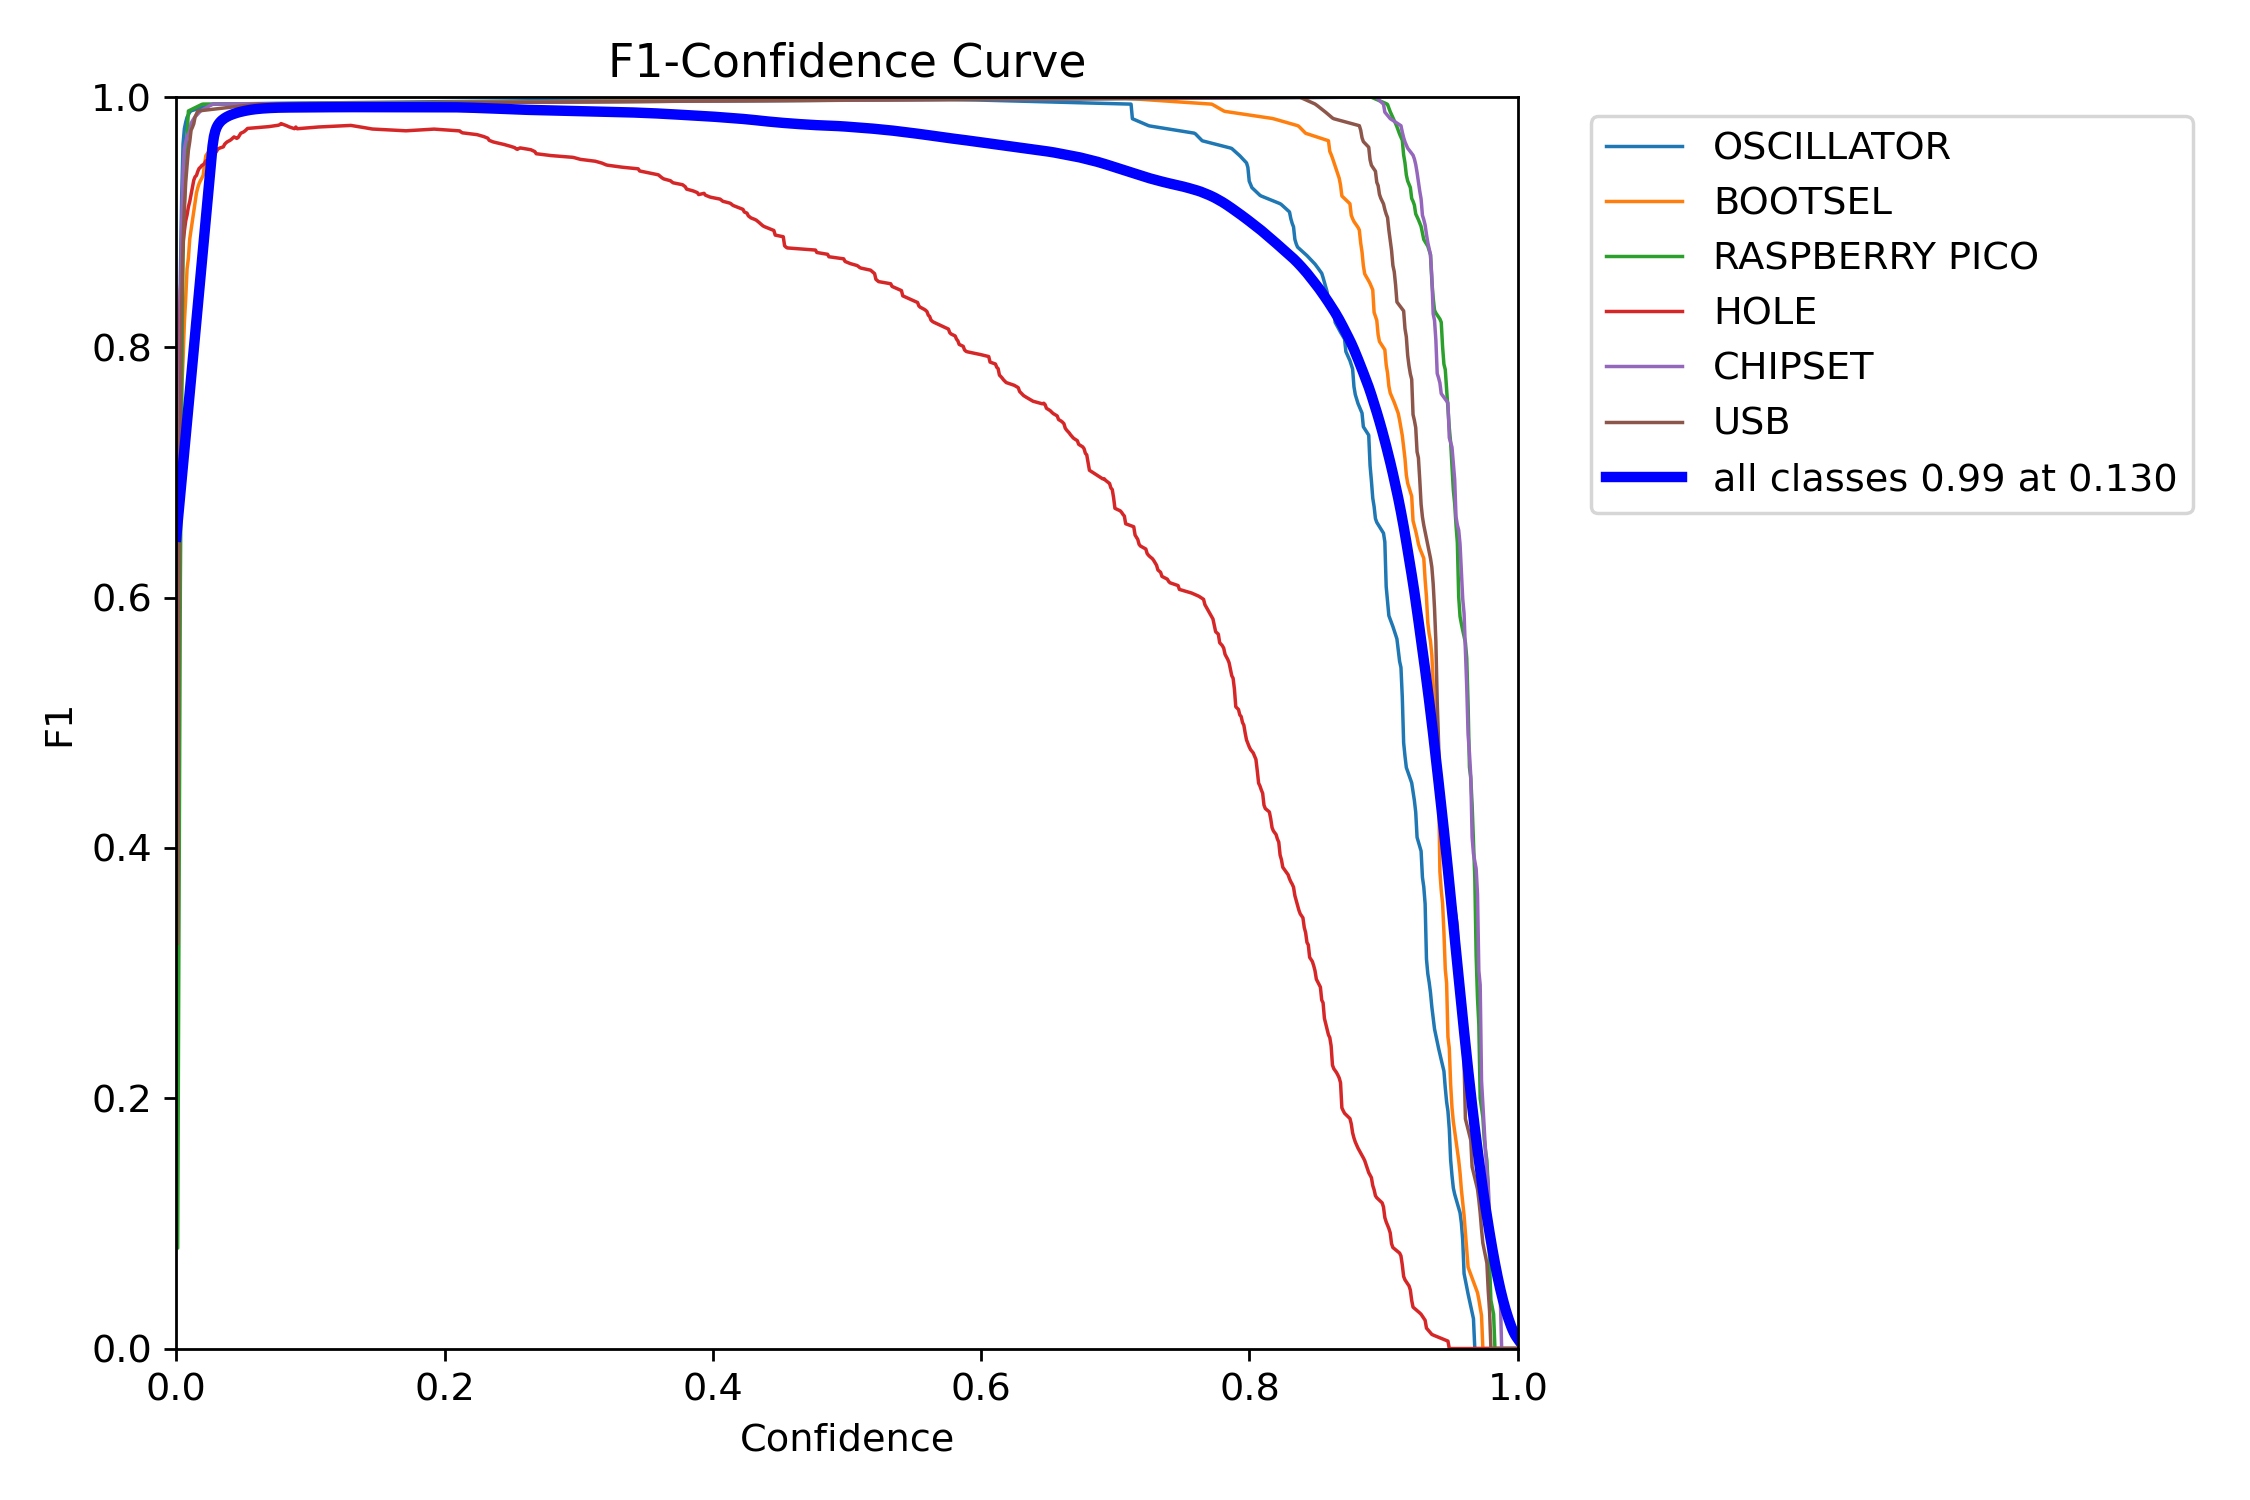 F1-Confidence Curve
1.0
0.8
0.6
0.4
0.2
0.0
F1
0.0 0.2 0.4 0.6 0.8 1.0
Confidence
OSCILLATOR
BOOTSEL
RASPBERRY PICO
HOLE
CHIPSET
USB
all classes 0.99 at 0.130